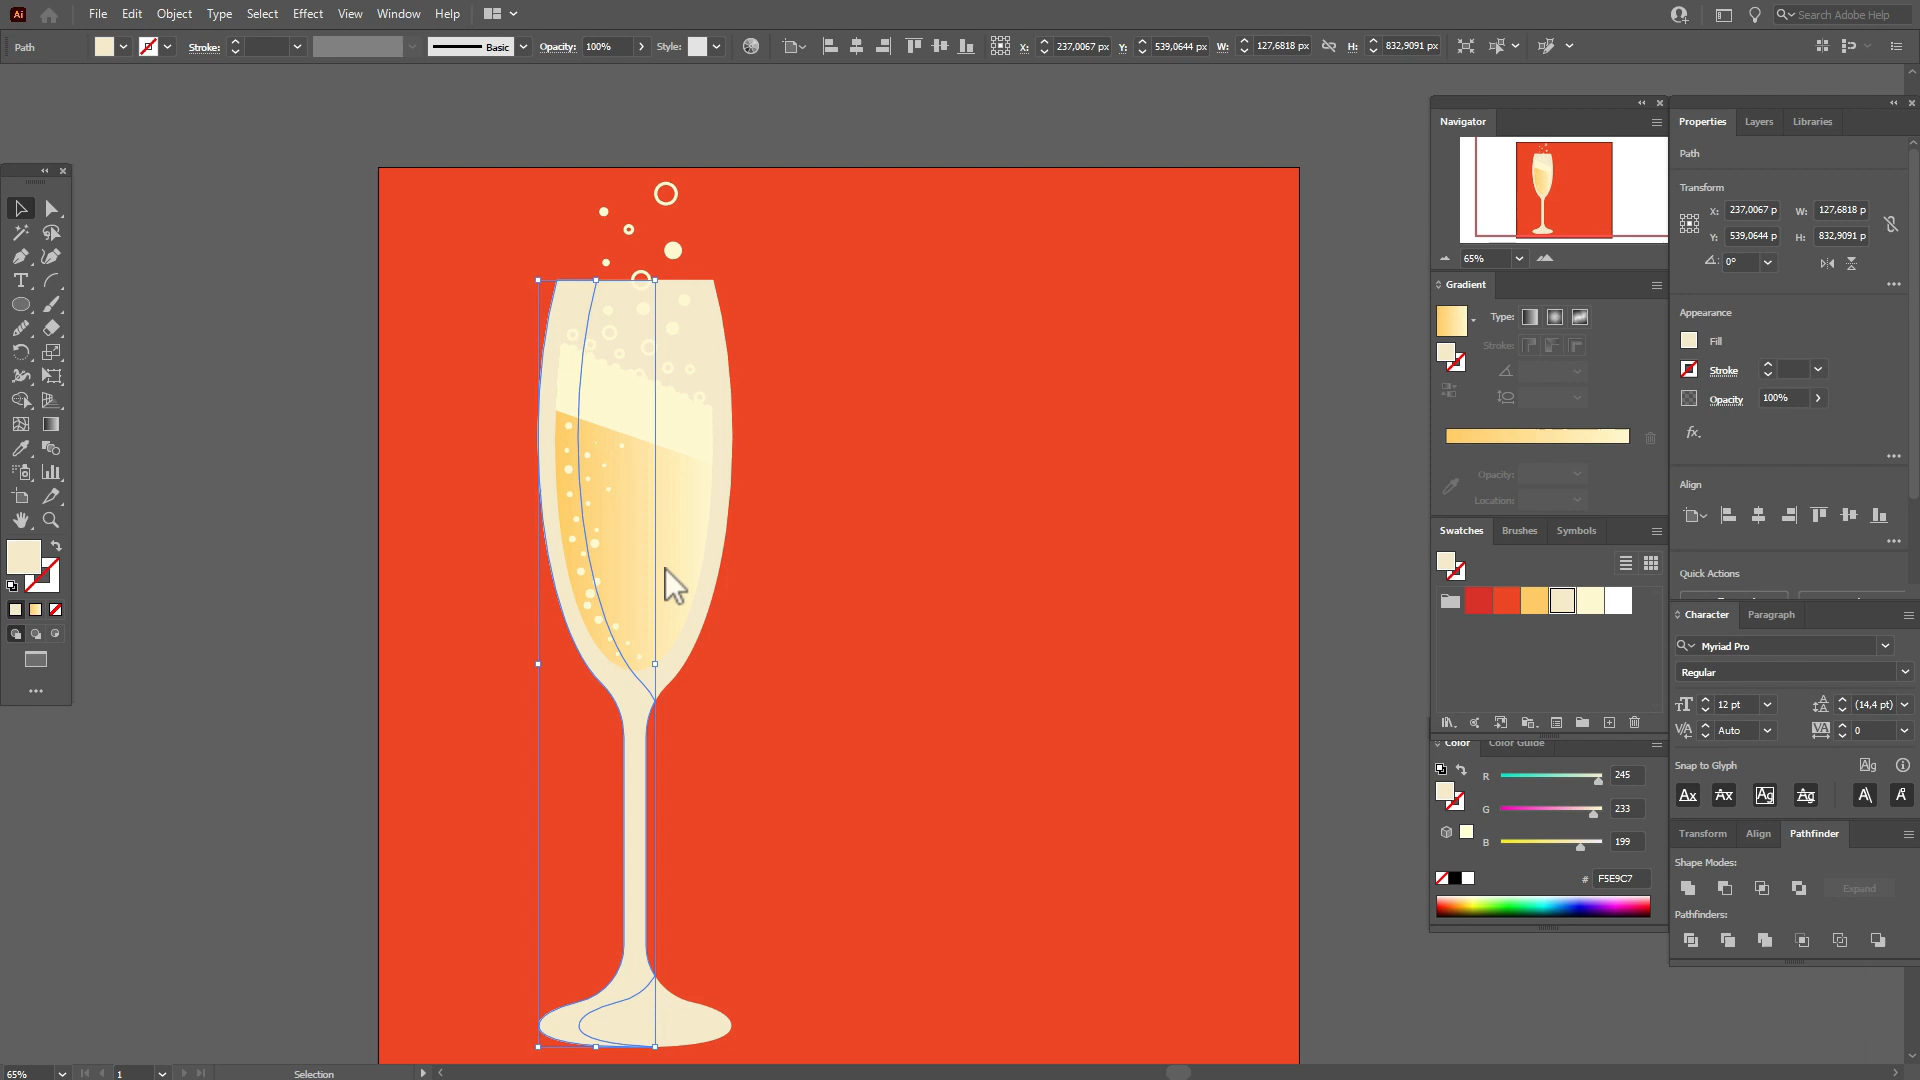 Ai File Edit Object Type Select Effect View Window Help Search Adobe Help
Path Stroke: Basic Opacity: 100% Style: X: 237,0067 px Y: 539,0644 px W: 127,6818 px H: 832,9091 px
Navigator
65%
Gradient
Type:
Stroke:
Opacity:
Location:
Swatches Brushes Symbols
Color Color Guide
R 245
G 233
B 199
# F5E9C7
Properties Layers Libraries
Path
Transform
X: 237,0067 p W: 127,6818 p
Y: 539,0644 p H: 832,9091 p
0°
Appearance
Fill
Stroke
Opacity 100%
fx.
Align
Quick Actions
Character Paragraph
Myriad Pro
Regular
12 pt (14,4 pt)
Auto 0
Snap to Glyph
Transform Align Pathfinder
Shape Modes:
Expand
Pathfinders:
65% 1 Selection